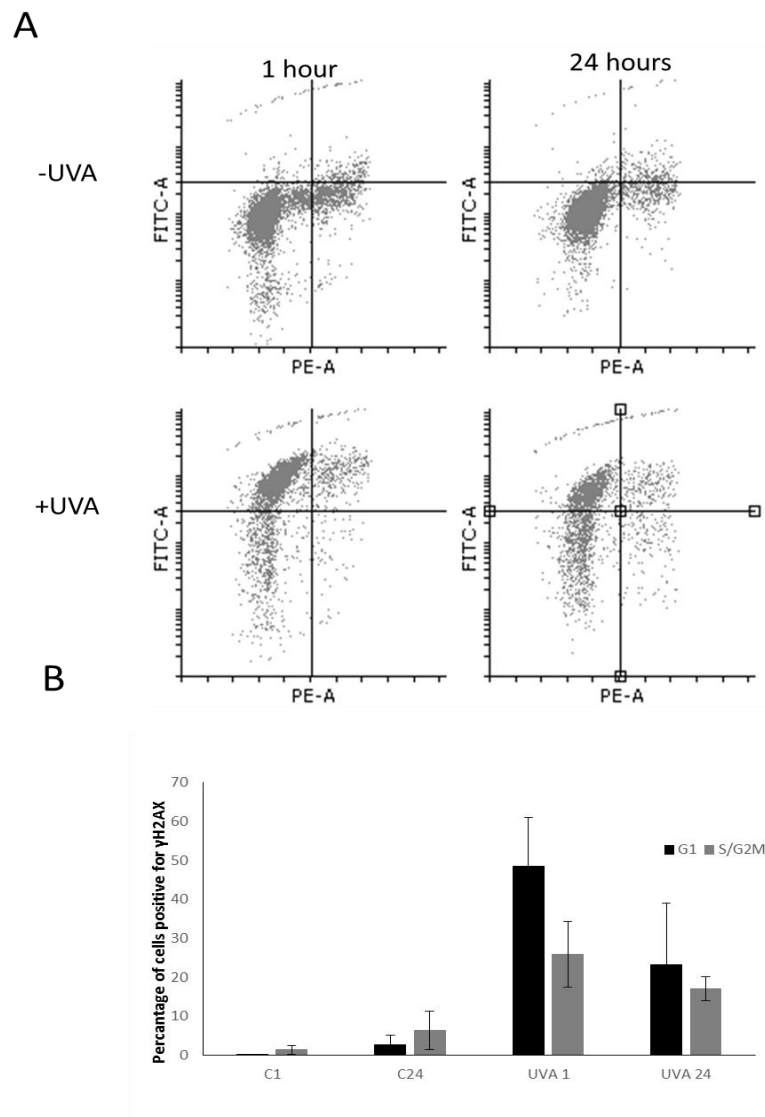 A
1 hour
24 hours
-UVA
FITC-A
FITC-A
PE-A
PE-A
+UVA
FITC-A
FITC-A
PE-A
PE-A
B
Percantage of cells positive for γH2AX
70
60
50
40
30
20
10
0
G1
S/G2M
C1
C24
UVA 1
UVA 24